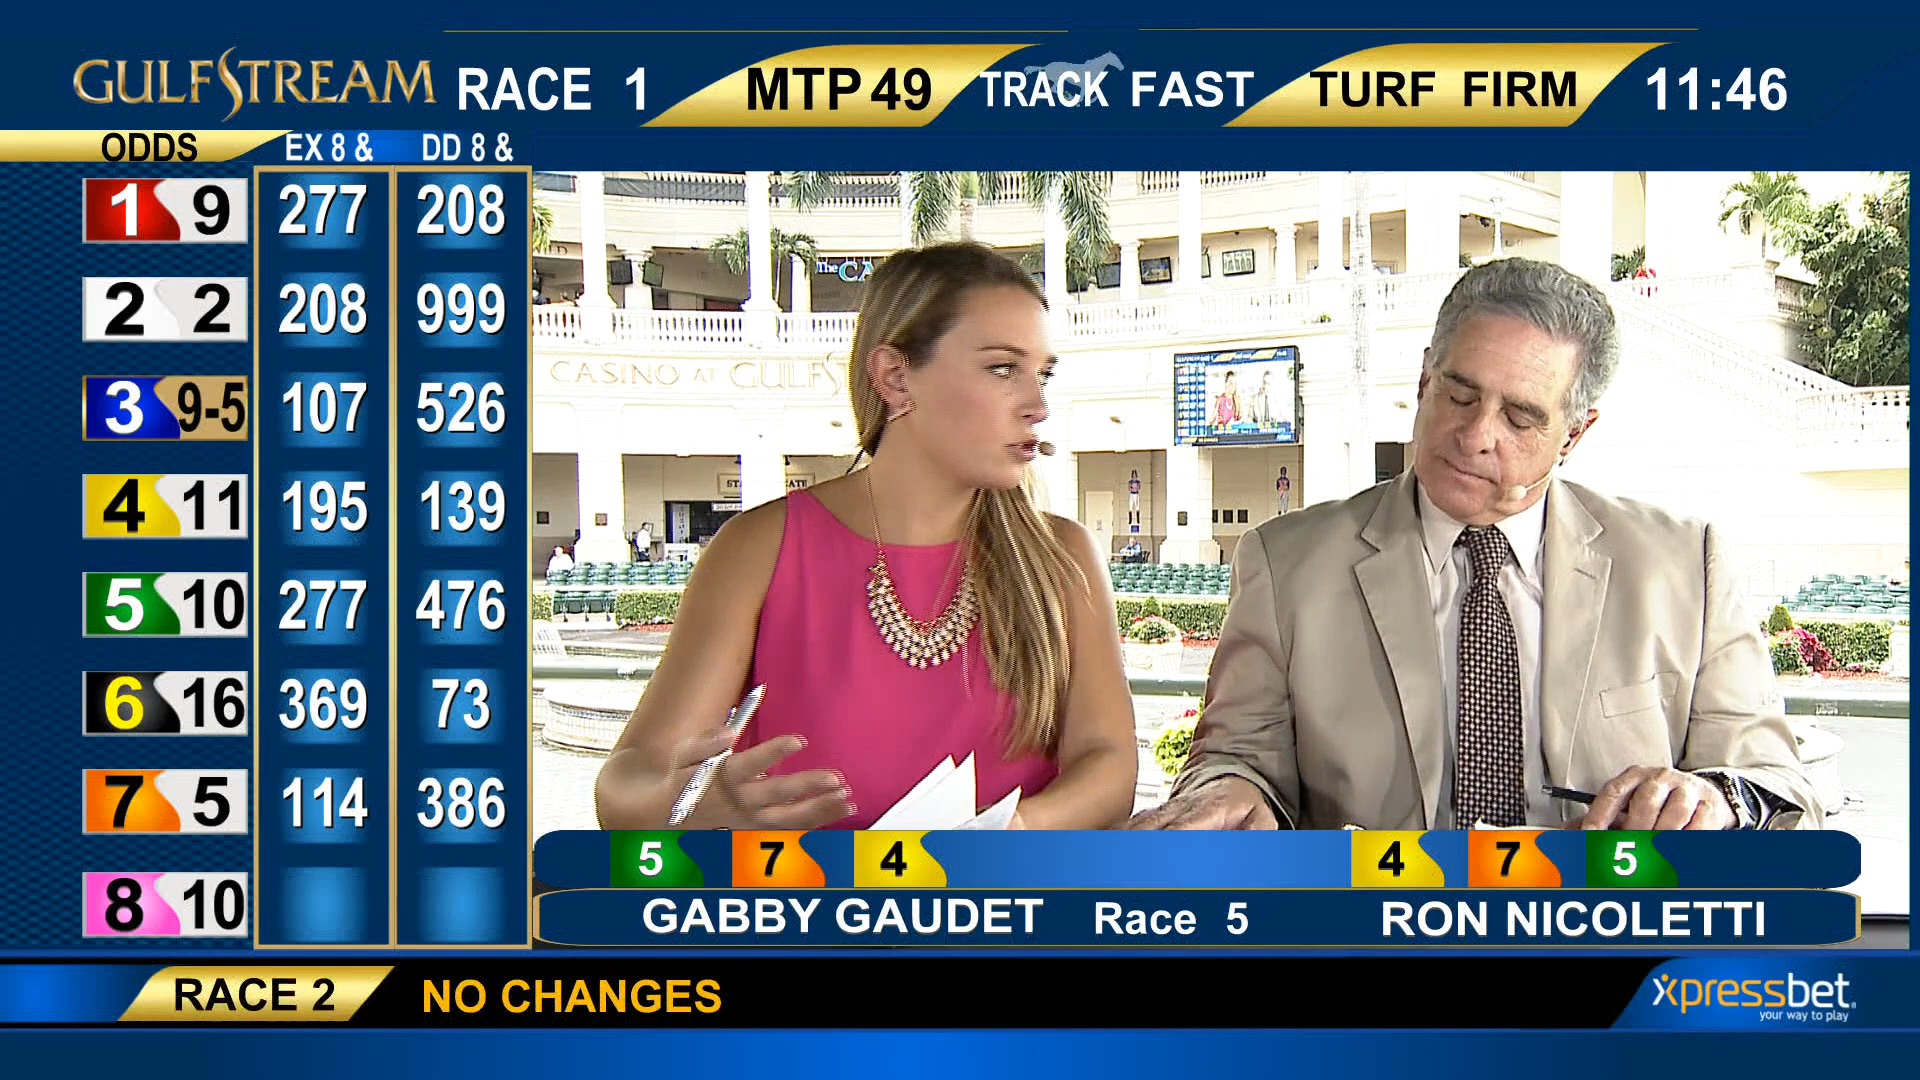 GULFSTREAM RACE 1 MTP 49 TRACK FAST TURF FIRM 11:46
ODDS EX 8 & DD 8 &
1 9 277 208
2 2 208 999
3 9-5 107 526
4 11 195 139
5 10 277 476
6 16 369 73
7 5 114 386
8 10
The CA
CASINO AT GULFS
5 7 4 4 7 5
GABBY GAUDET Race 5 RON NICOLETTI
RACE 2 NO CHANGES
xpressbet.
your way to play